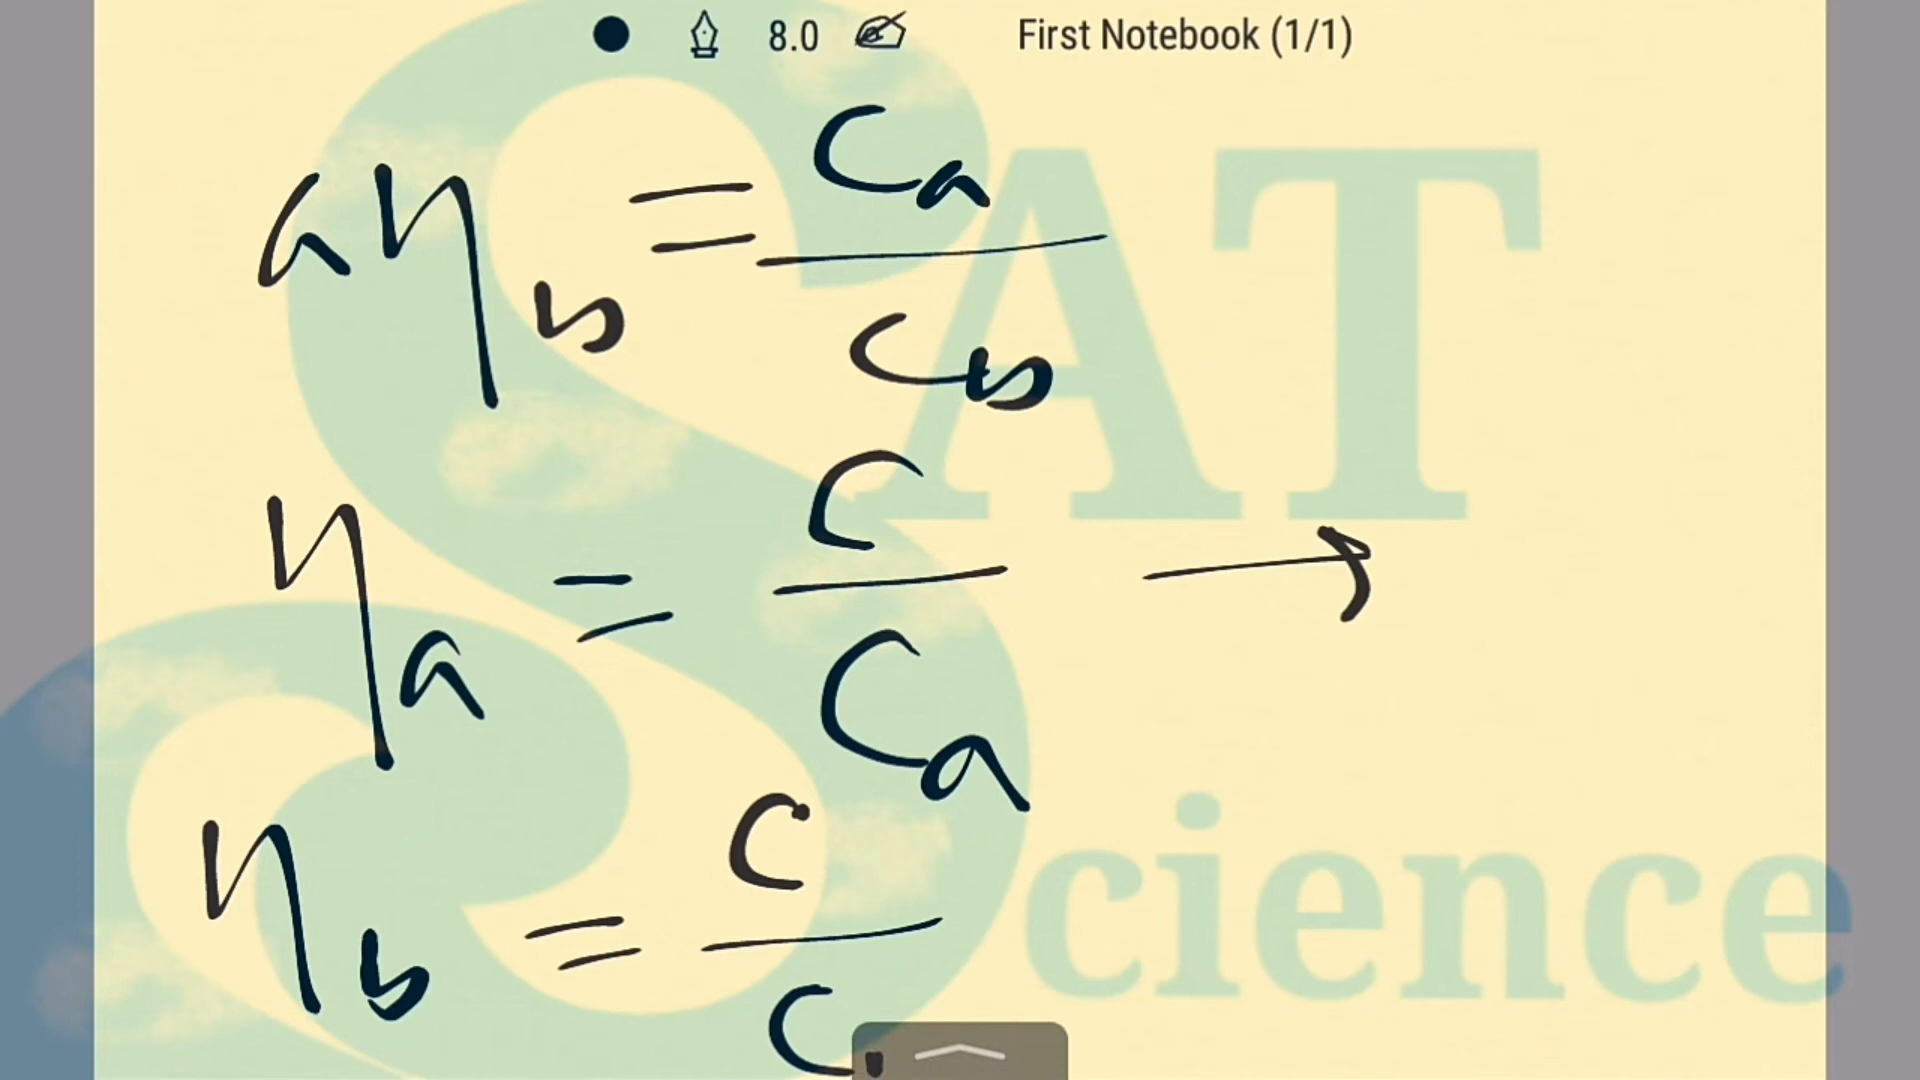 8.0 First Notebook (1/1)
SAT
cience
aηb = Ca / Cb
ηa = C / Ca →
ηb = C / C